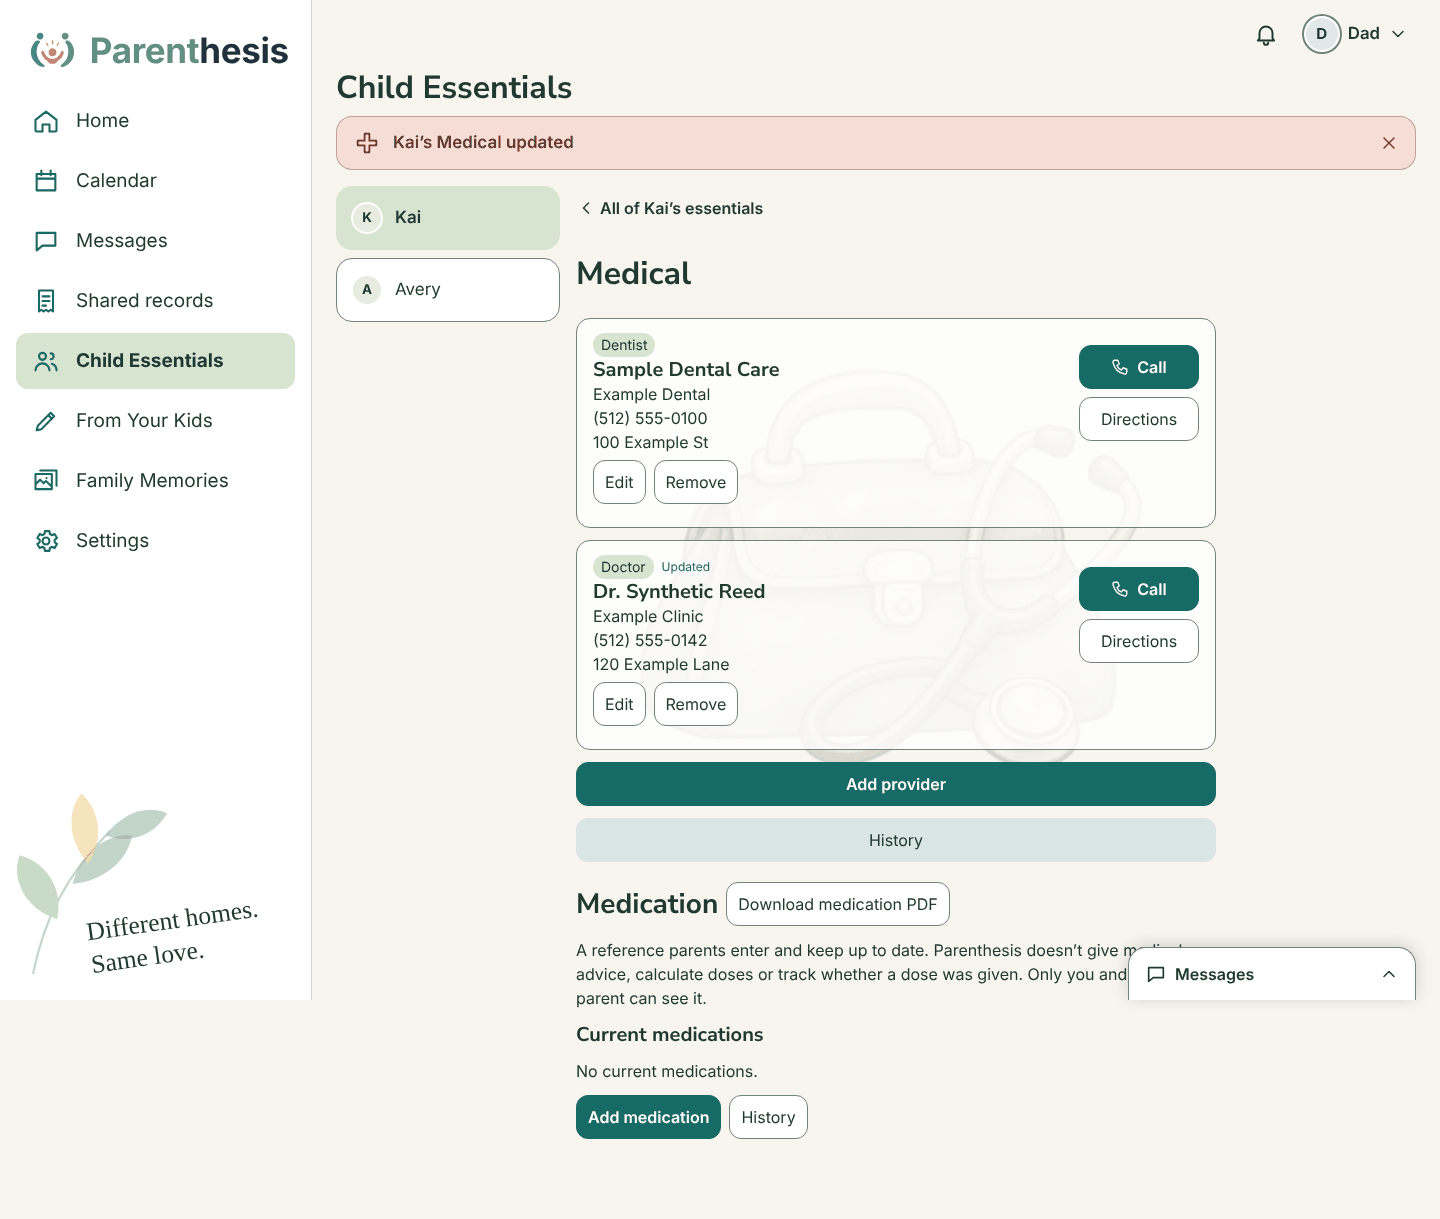 Parenthesis
Home
Calendar
Messages
Shared records
Child Essentials
From Your Kids
Family Memories
Settings
Different homes.
Same love.
D Dad
Child Essentials
Kai’s Medical updated
K Kai
A Avery
All of Kai’s essentials
Medical
Dentist
Sample Dental Care
Example Dental
(512) 555-0100
100 Example St
Edit Remove
Call
Directions
Doctor Updated
Dr. Synthetic Reed
Example Clinic
(512) 555-0142
120 Example Lane
Edit Remove
Call
Directions
Add provider
History
Medication Download medication PDF
A reference parents enter and keep up to date. Parenthesis doesn’t give
advice, calculate doses or track whether a dose was given. Only you and
parent can see it.
Current medications
No current medications.
Add medication History
Messages